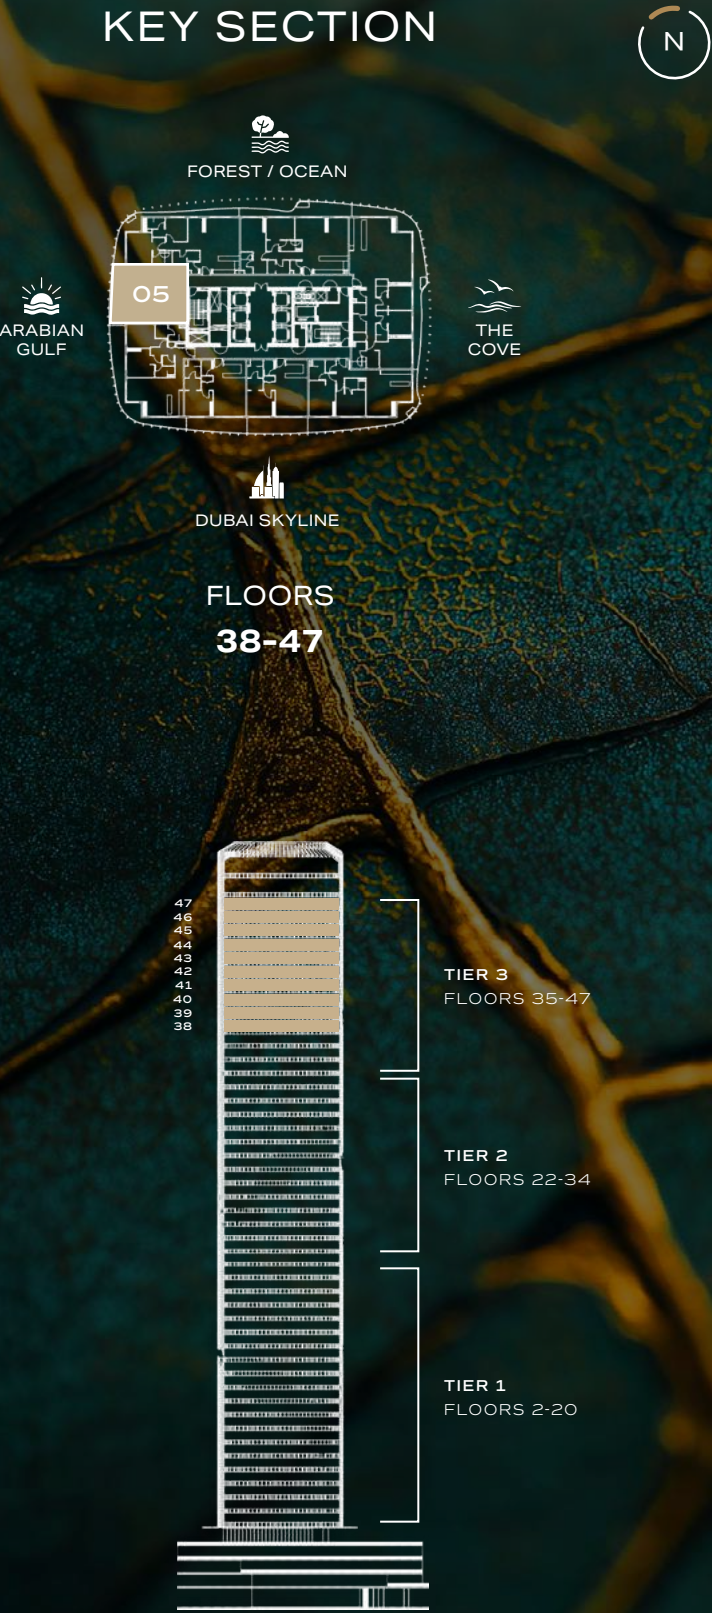 KEY SECTION
N
FOREST / OCEAN
05
ARABIAN
GULF
THE
COVE
DUBAI SKYLINE
FLOORS
38-47
47
46
45
44
43
42
41
40
39
38
TIER 3
FLOORS 35-47
TIER 2
FLOORS 22-34
TIER 1
FLOORS 2-20